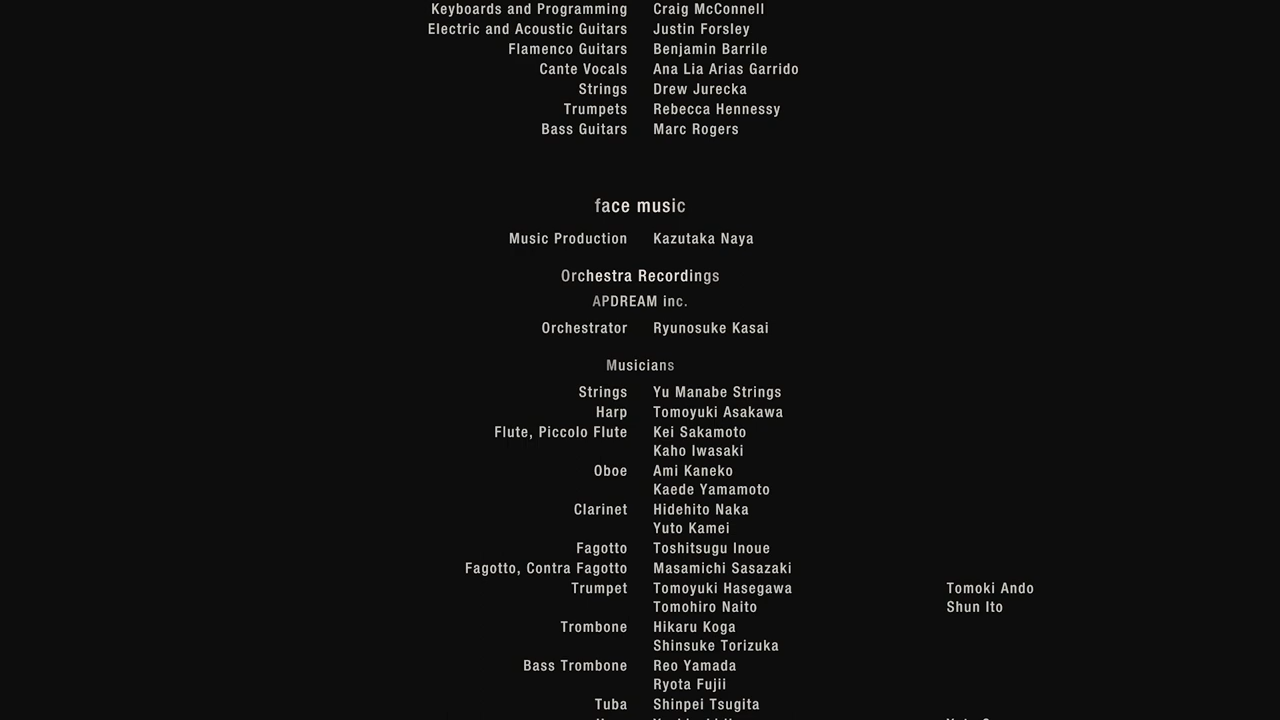 Keyboards and Programming Craig McConnell
Electric and Acoustic Guitars Justin Forsley
Flamenco Guitars Benjamin Barrile
Cante Vocals Ana Lia Arias Garrido
Strings Drew Jurecka
Trumpets Rebecca Hennessy
Bass Guitars Marc Rogers
face music
Music Production Kazutaka Naya
Orchestra Recordings
APDREAM inc.
Orchestrator Ryunosuke Kasai
Musicians
Strings Yu Manabe Strings
Harp Tomoyuki Asakawa
Flute, Piccolo Flute Kei Sakamoto
Kaho Iwasaki
Oboe Ami Kaneko
Kaede Yamamoto
Clarinet Hidehito Naka
Yuto Kamei
Fagotto Toshitsugu Inoue
Fagotto, Contra Fagotto Masamichi Sasazaki
Trumpet Tomoyuki Hasegawa Tomoki Ando
Tomohiro Naito Shun Ito
Trombone Hikaru Koga
Shinsuke Torizuka
Bass Trombone Reo Yamada
Ryota Fujii
Tuba Shinpei Tsugita